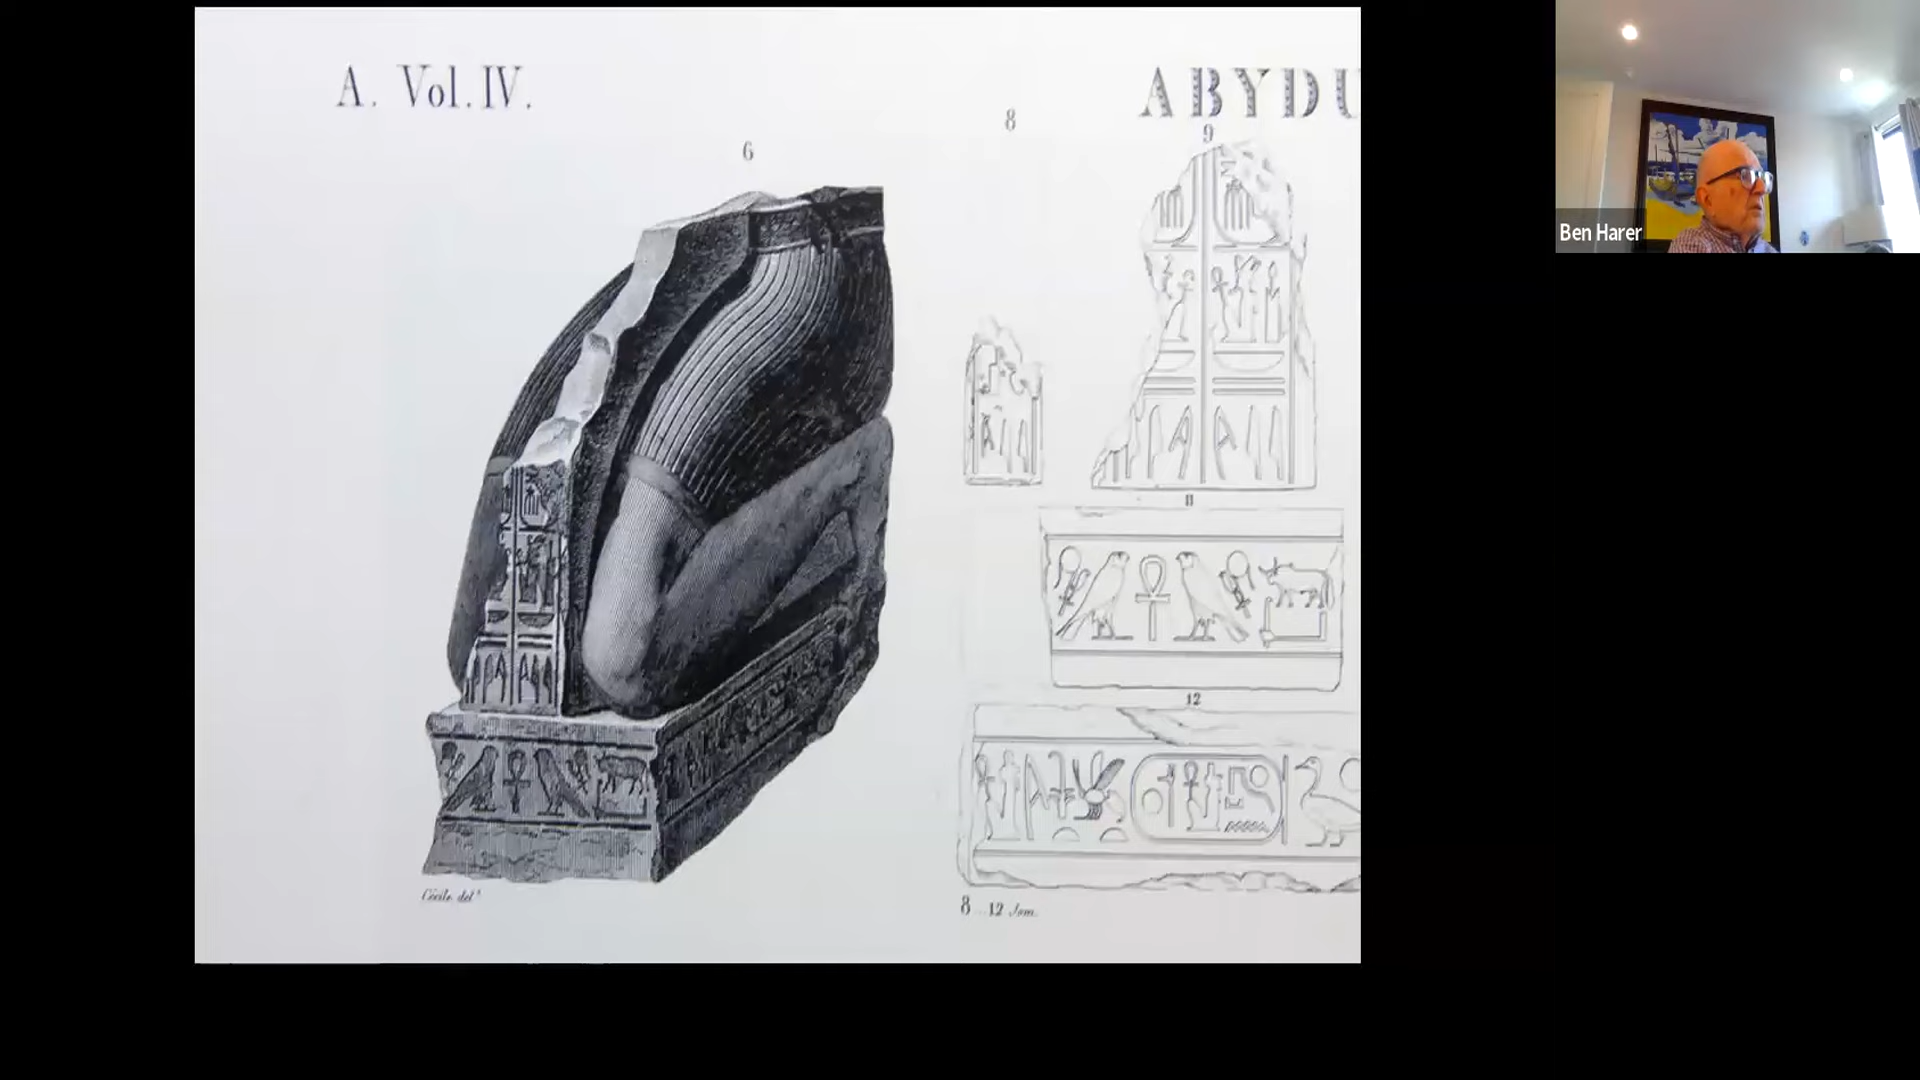 A. Vol. IV.
ABYDU
6
8
9
11
12
Cécile del.t
8...12 Jom.
Ben Harer